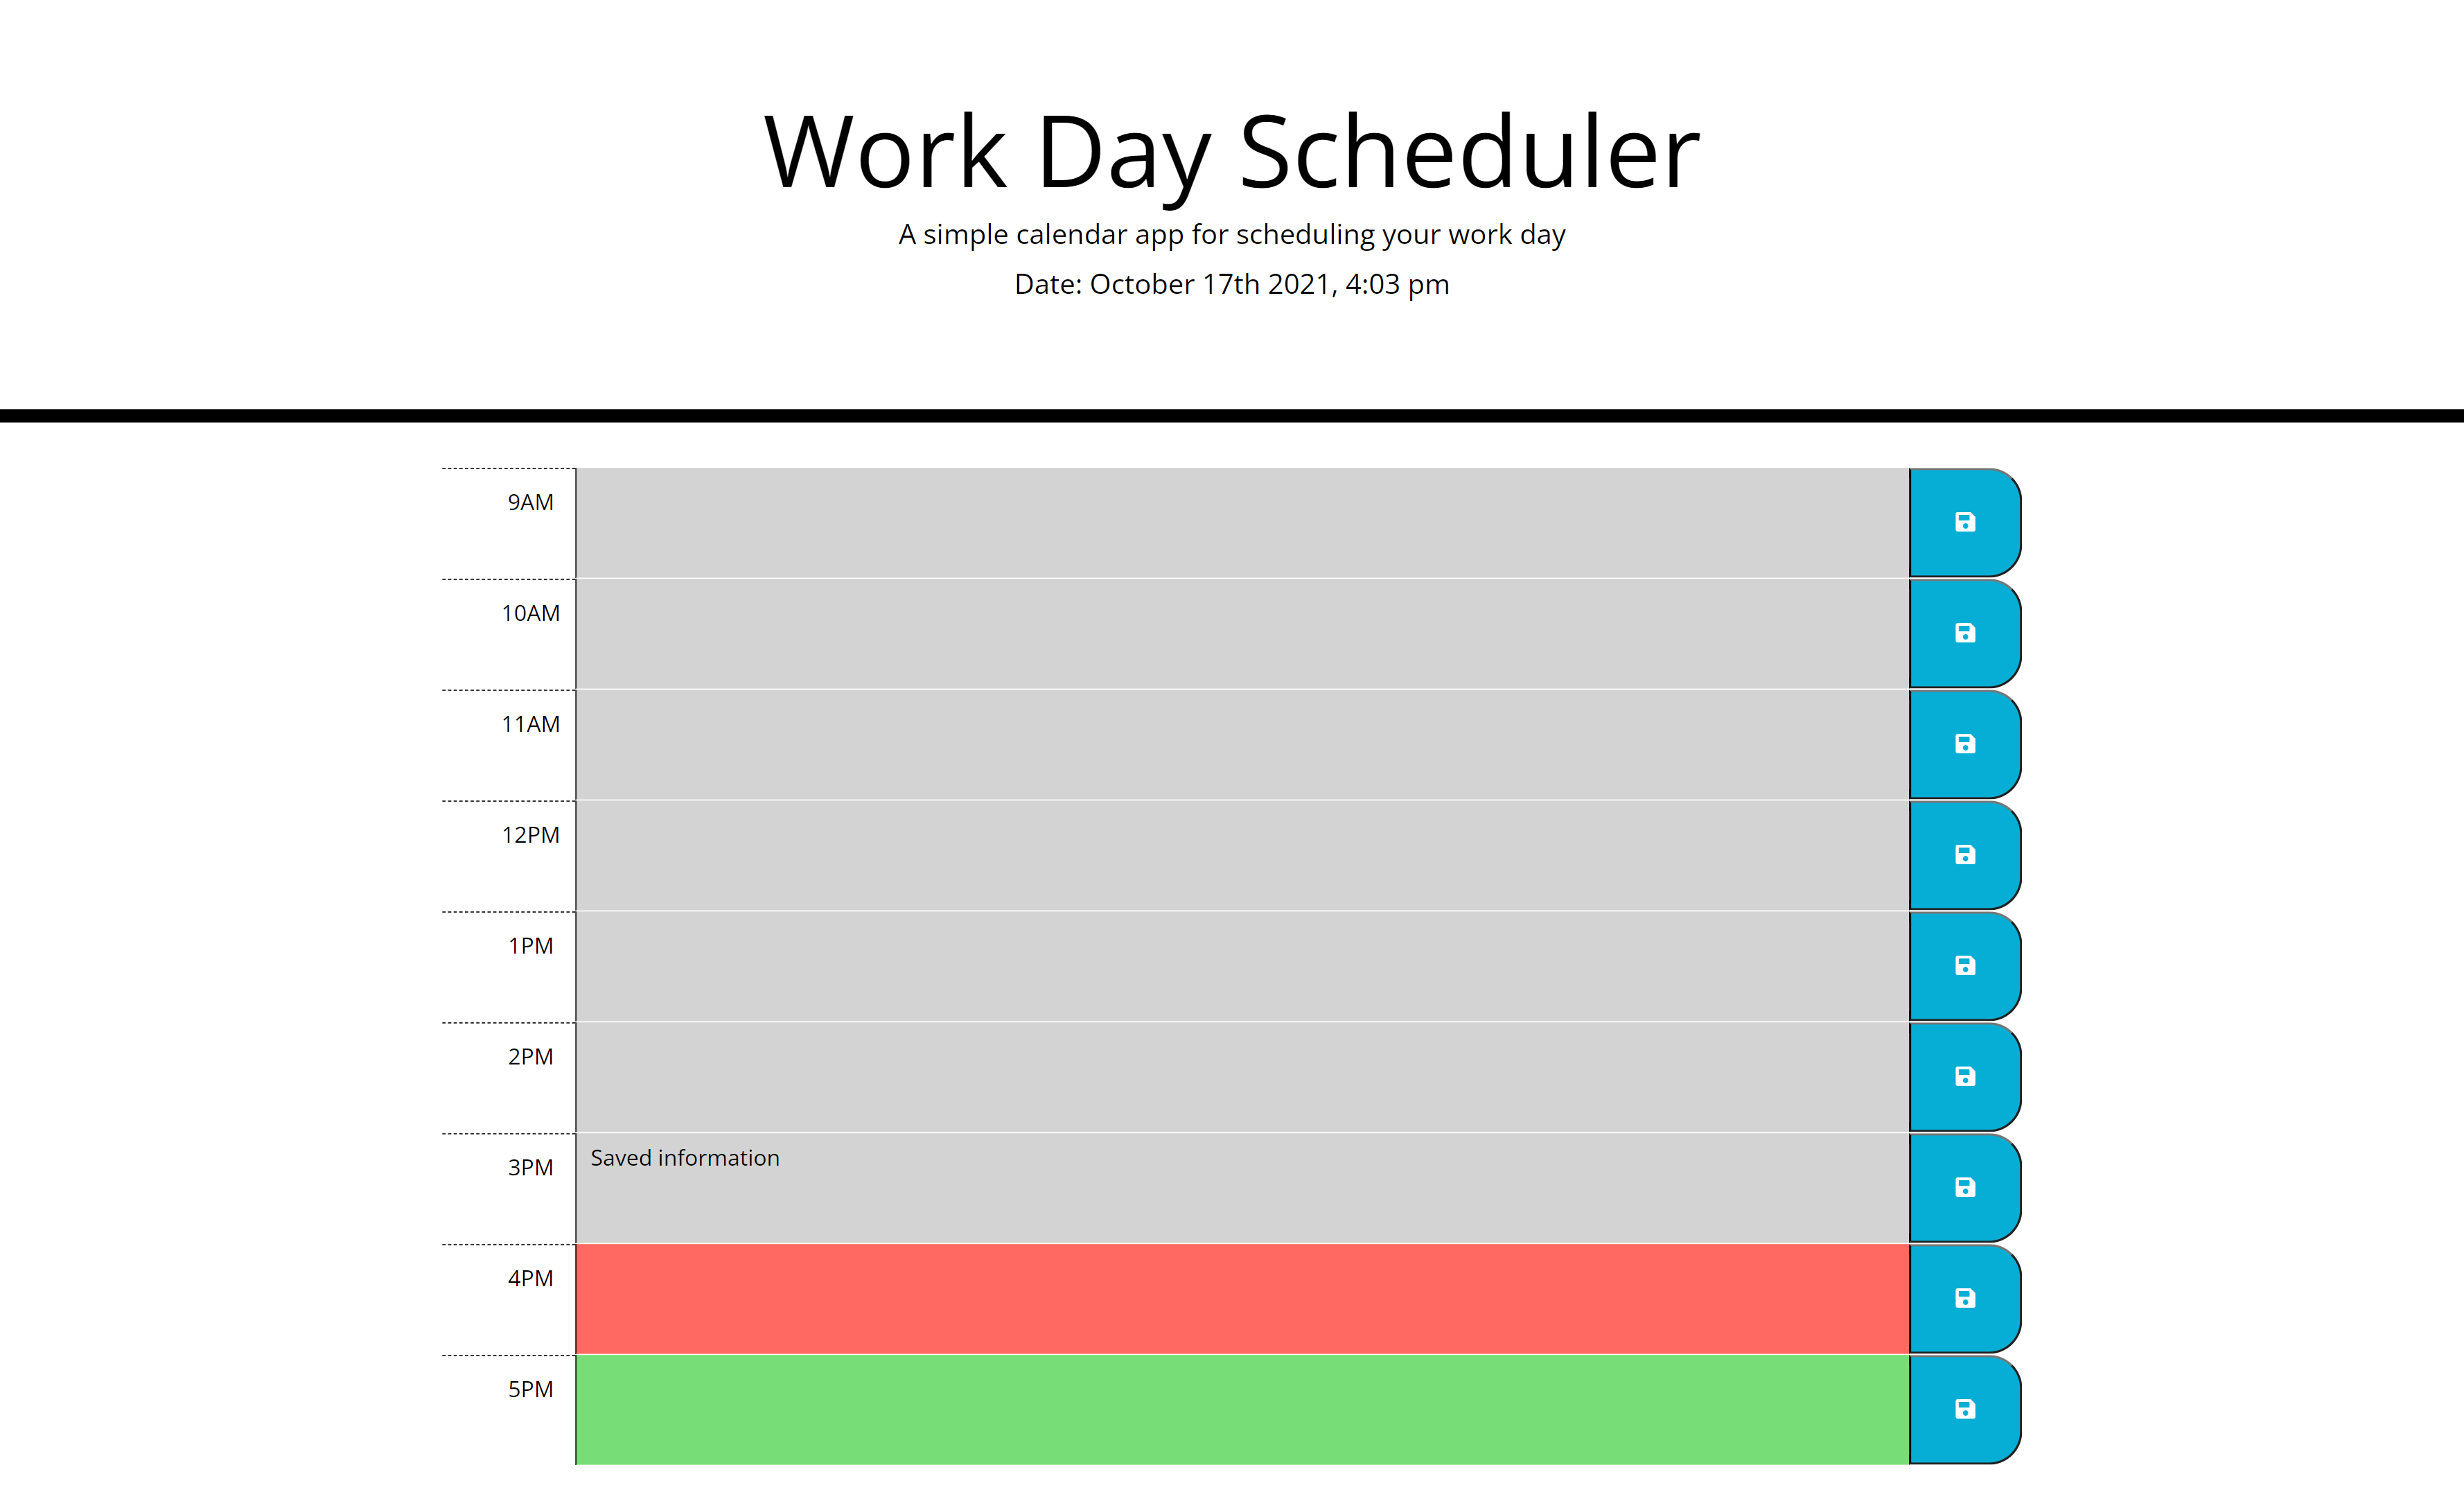 Work Day Scheduler
A simple calendar app for scheduling your work day
Date: October 17th 2021, 4:03 pm
9AM
10AM
11AM
12PM
1PM
2PM
3PM Saved information
4PM
5PM